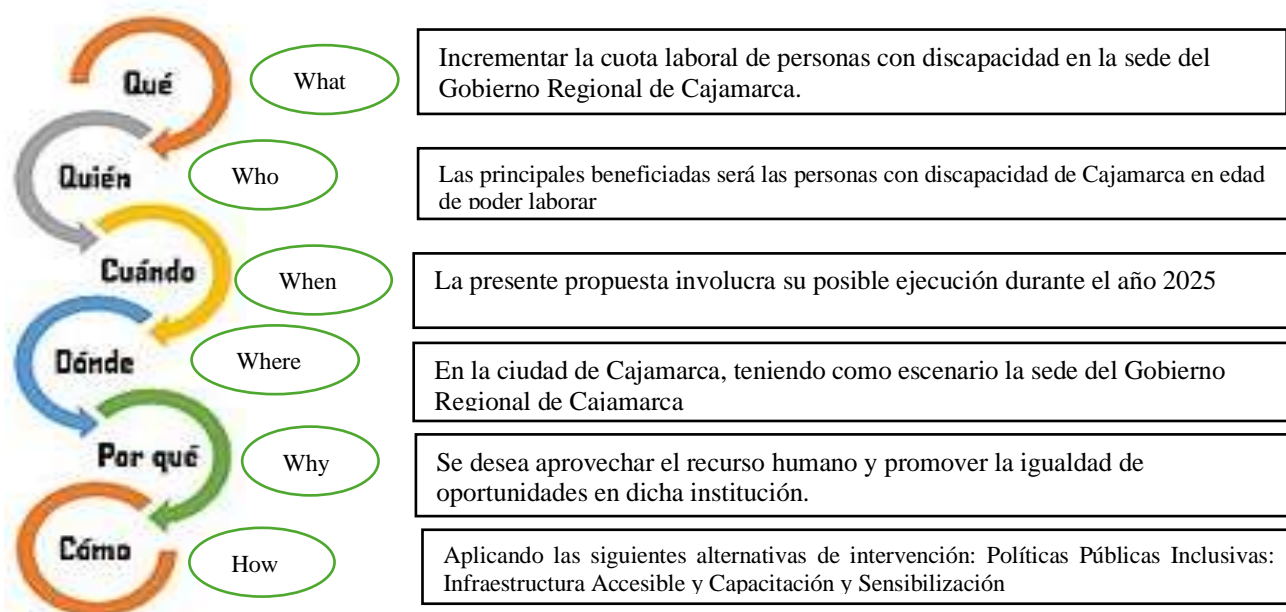 Qué
What
Incrementar la cuota laboral de personas con discapacidad en la sede del
Gobierno Regional de Cajamarca.
Quién
Who
Las principales beneficiadas será las personas con discapacidad de Cajamarca en edad
de poder laborar
Cuándo
When
La presente propuesta involucra su posible ejecución durante el año 2025
Dónde
Where
En la ciudad de Cajamarca, teniendo como escenario la sede del Gobierno
Regional de Cajamarca
Por qué
Why
Se desea aprovechar el recurso humano y promover la igualdad de
oportunidades en dicha institución.
Cómo
How
Aplicando las siguientes alternativas de intervención: Políticas Públicas Inclusivas:
Infraestructura Accesible y Capacitación y Sensibilización